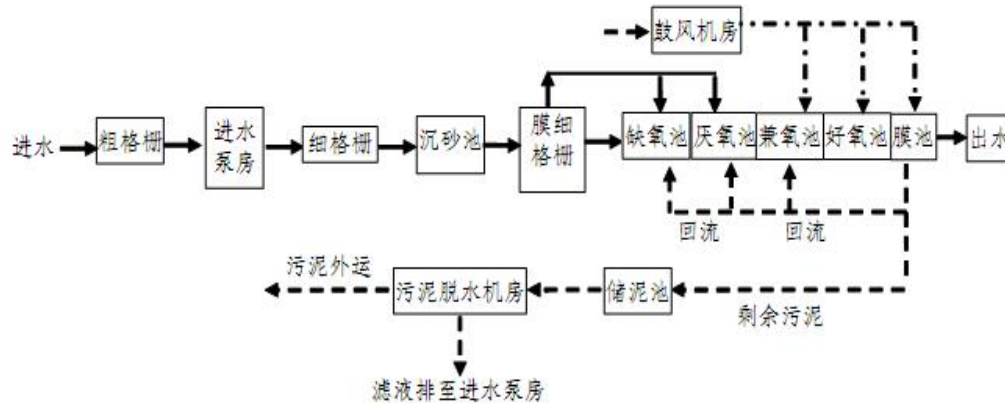 鼓风机房
进水
粗格栅
进水
泵房
细格栅
沉砂池
膜细
格栅
缺氧池
厌氧池
兼氧池
好氧池
膜池
出水
回流
回流
污泥外运
污泥脱水机房
储泥池
剩余污泥
滤液排至进水泵房